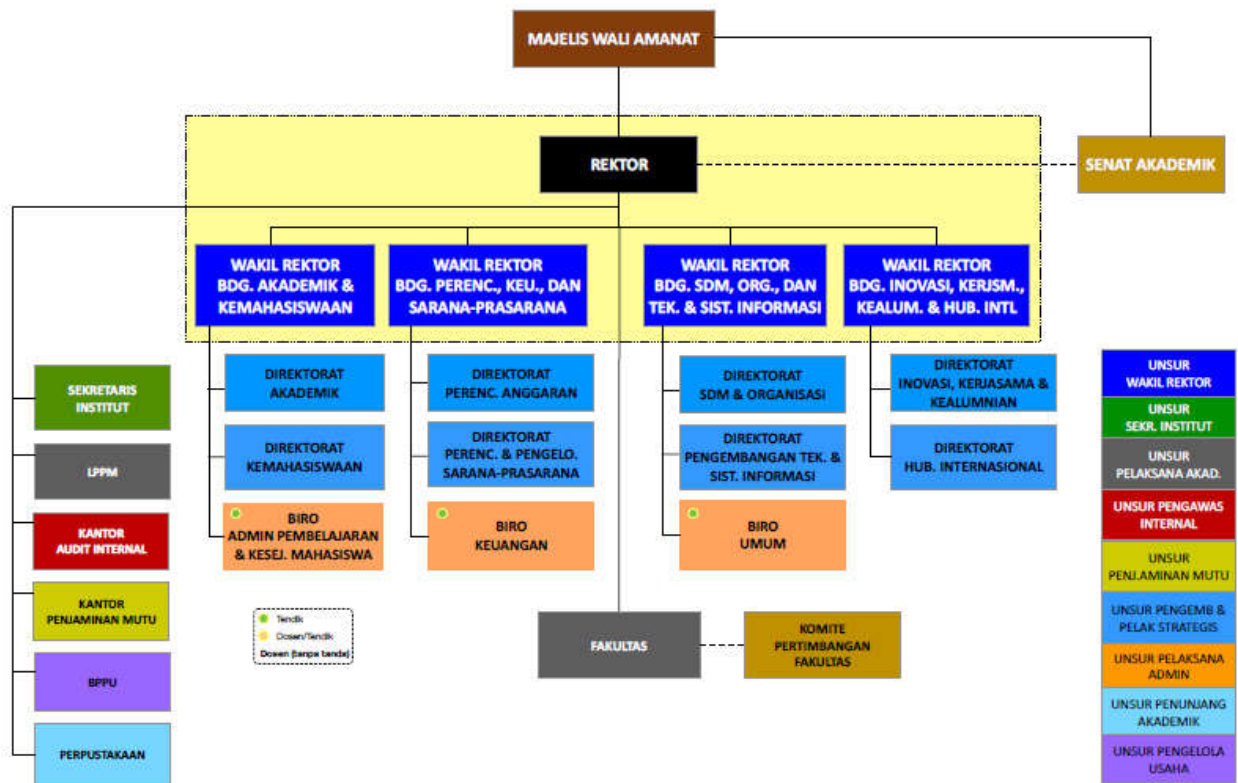 MAJELIS WALI AMANAT
REKTOR
SENAT AKADEMIK
WAKIL REKTOR
BDG. AKADEMIK &
KEMAHASISWAAN
WAKIL REKTOR
BDG. PERENC., KEU., DAN
SARANA-PRASARANA
WAKIL REKTOR
BDG. SDM, ORG., DAN
TEK. & SIST. INFORMASI
WAKIL REKTOR
BDG. INOVASI, KERJSM.,
KEALUM. & HUB. INTL
SEKRETARIS
INSTITUT
LPPM
KANTOR
AUDIT INTERNAL
KANTOR
PENJAMINAN MUTU
BPPU
PERPUSTAKAAN
DIREKTORAT
AKADEMIK
DIREKTORAT
KEMAHASISWAAN
BIRO
ADMIN PEMBELAJARAN
& KESEJ. MAHASISWA
DIREKTORAT
PERENC. ANGGARAN
DIREKTORAT
PERENC. & PENGELO.
SARANA-PRASARANA
BIRO
KEUANGAN
DIREKTORAT
SDM & ORGANISASI
DIREKTORAT
PENGEMBANGAN TEK. &
SIST. INFORMASI
BIRO
UMUM
DIREKTORAT
INOVASI, KERJASAMA &
KEALUMNIAN
DIREKTORAT
HUB. INTERNASIONAL
Tendik
Dosen/Tendik
Dosen (tanpa tanda)
FAKULTAS
KOMITE
PERTIMBANGAN
FAKULTAS
UNSUR
WAKIL REKTOR
UNSUR
SEKR. INSTITUT
UNSUR
PELAKSANA AKAD.
UNSUR PENGAWAS
INTERNAL
UNSUR
PENJ.AMINAN MUTU
UNSUR PENGEMB &
PELAK STRATEGIS
UNSUR PELAKSANA
ADMIN
UNSUR PENUNJANG
AKADEMIK
UNSUR PENGELOLA
USAHA